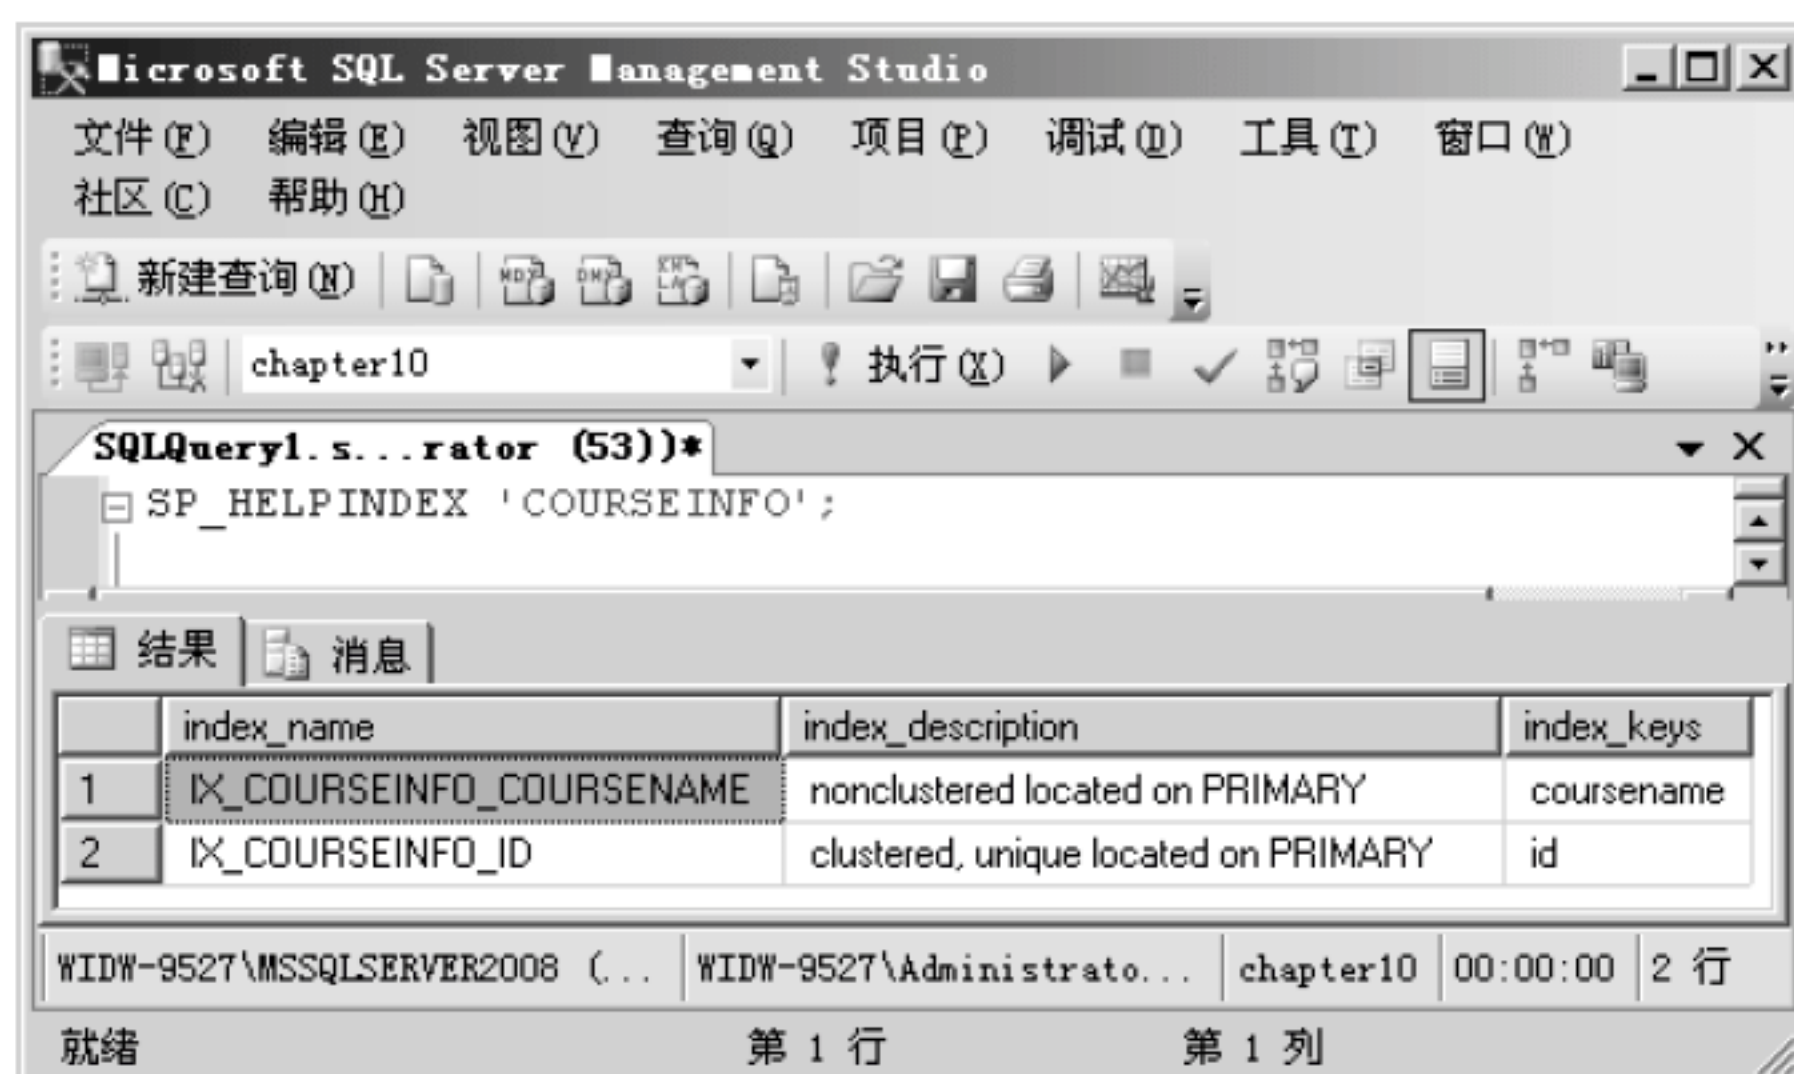 Microsoft SQL Server Management Studio
文件(F) 编辑(E) 视图(V) 查询(Q) 项目(P) 调试(D) 工具(T) 窗口(W)
社区(C) 帮助(H)
新建查询(N)
chapter10 执行(X)
SQLQuery1.s...rator (53))*
SP_HELPINDEX 'COURSEINFO';
结果 消息
index_name index_description index_keys
1 IX_COURSEINFO_COURSENAME nonclustered located on PRIMARY coursename
2 IX_COURSEINFO_ID clustered, unique located on PRIMARY id
WIDW-9527\MSSQLSERVER2008 (... WIDW-9527\Administrato... chapter10 00:00:00 2 行
就绪 第 1 行 第 1 列